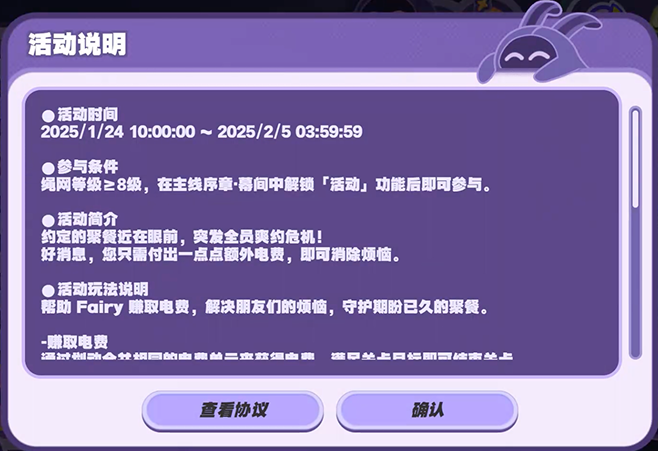 活动说明
●活动时间
2025/1/24 10:00:00 ~ 2025/2/5 03:59:59
●参与条件
绳网等级≥8级，在主线序章·幕间中解锁「活动」功能后即可参与。
●活动简介
约定的聚餐近在眼前，突发全员爽约危机！
好消息，您只需付出一点点额外电费，即可消除烦恼。
●活动玩法说明
帮助 Fairy 赚取电费，解决朋友们的烦恼，守护期盼已久的聚餐。
-赚取电费
查看协议
确认